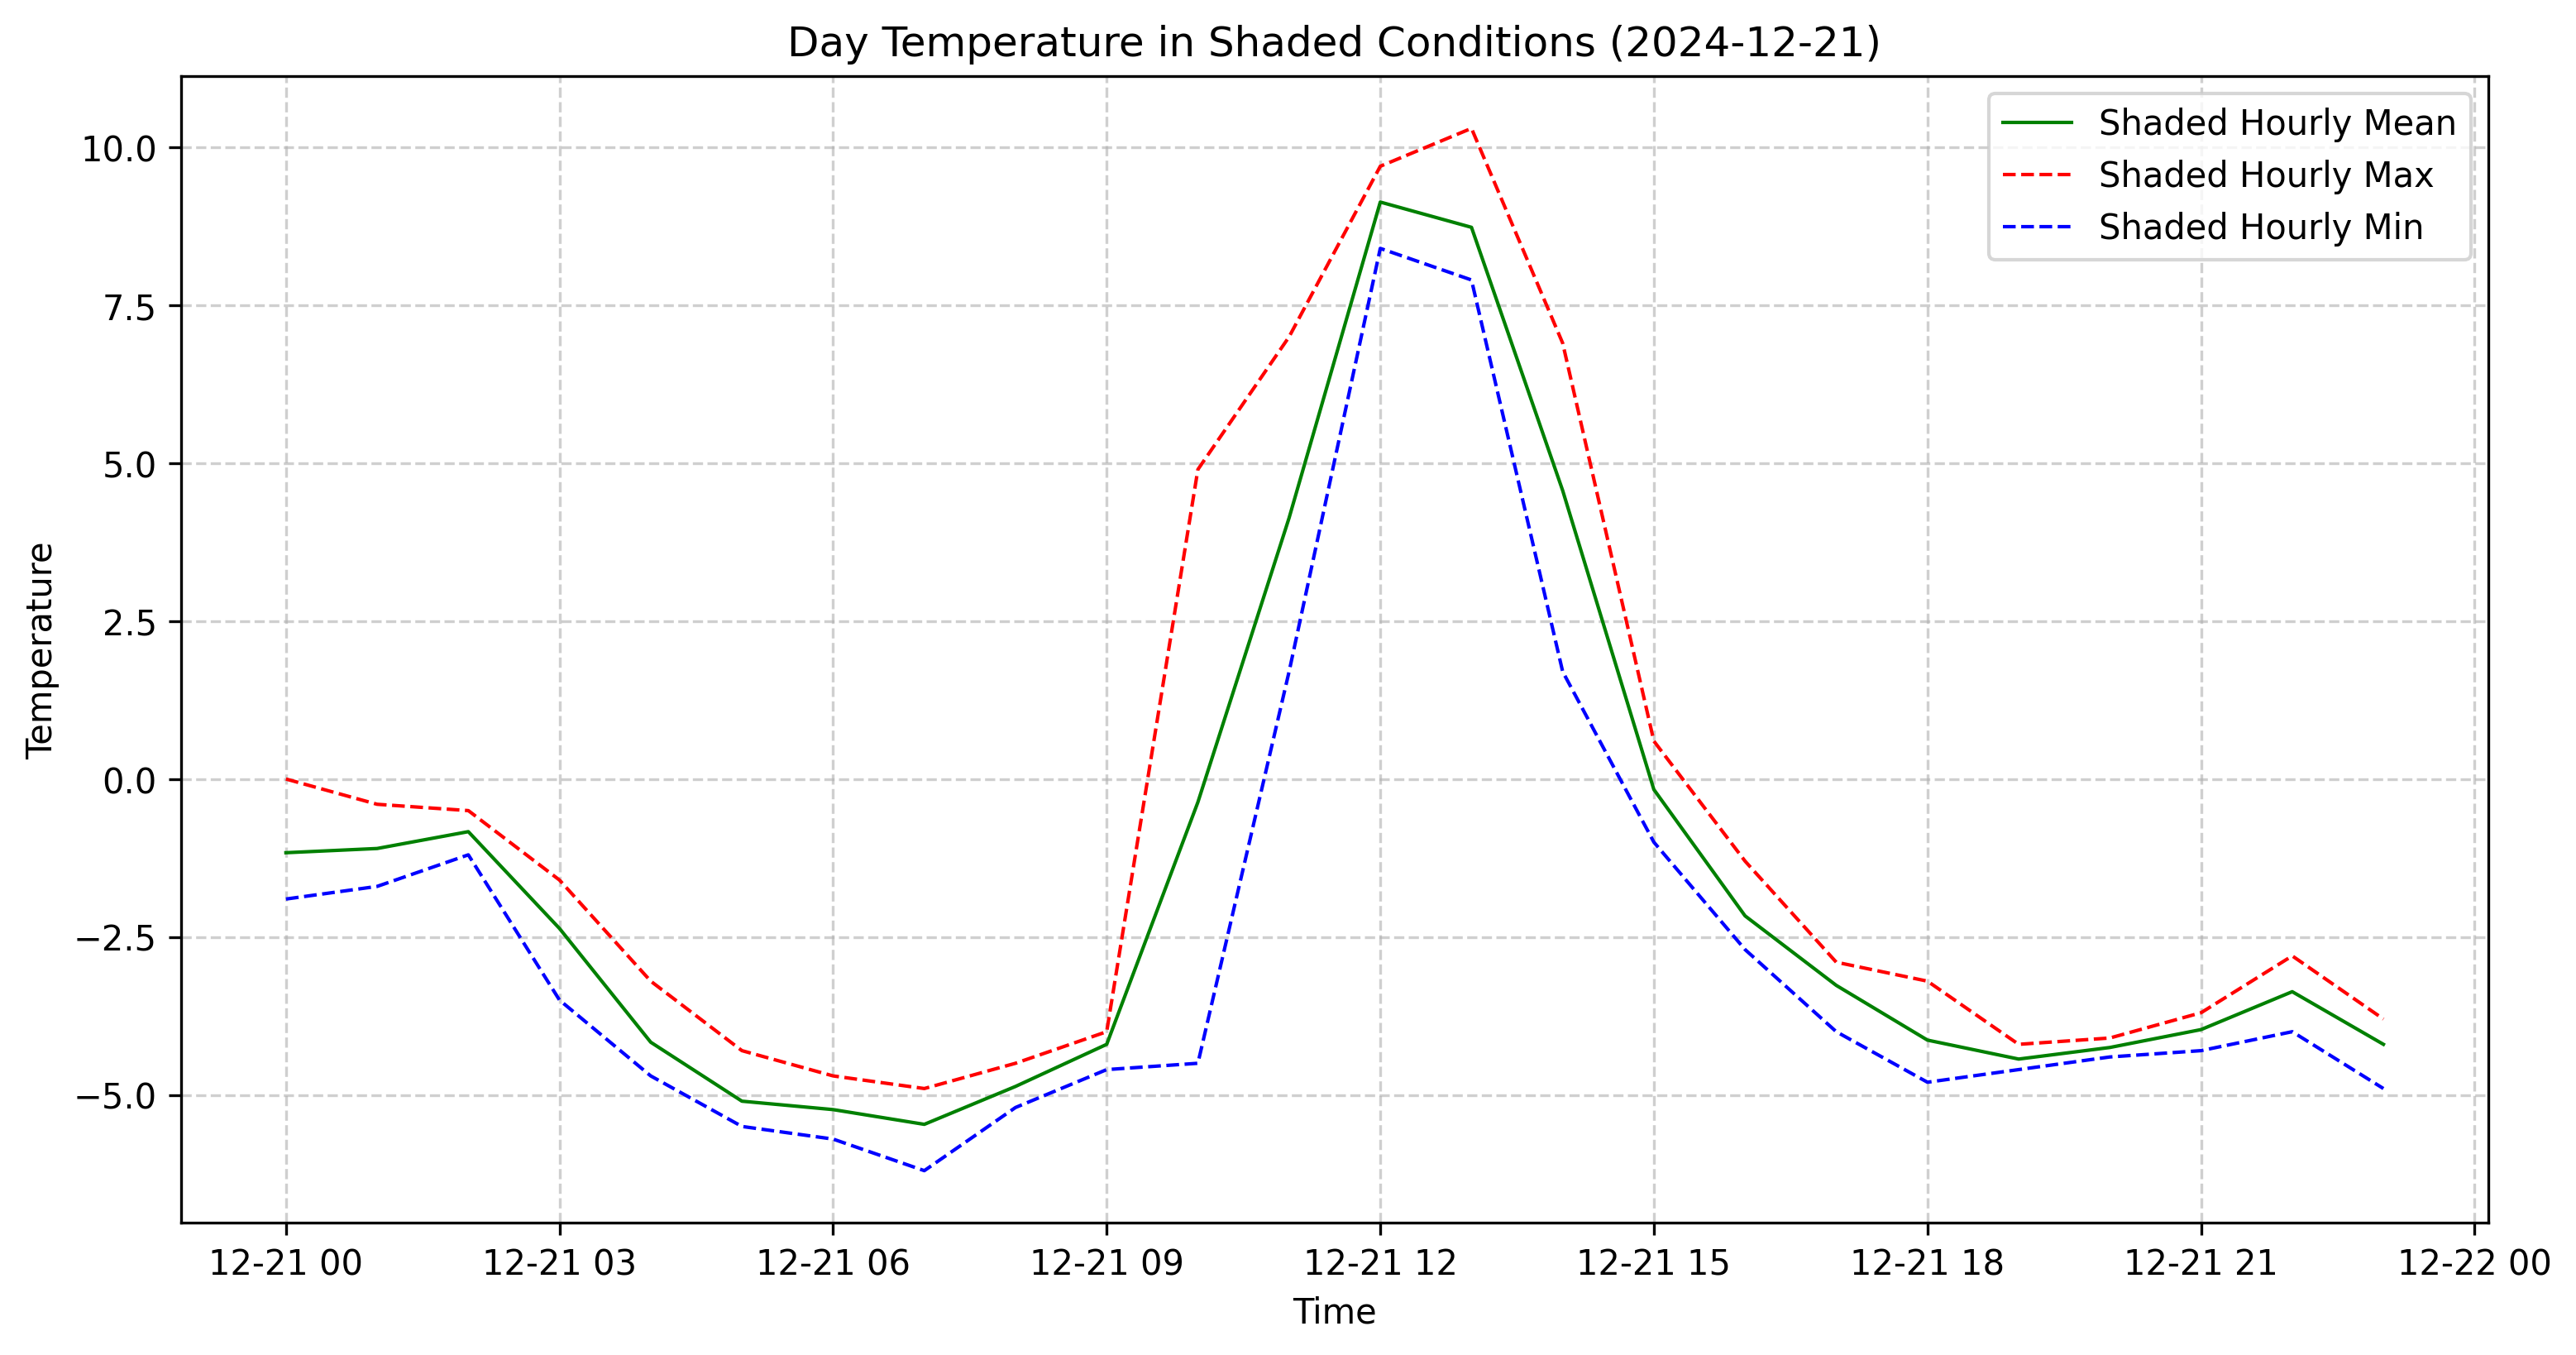 Day Temperature in Shaded Conditions (2024-12-21)
Shaded Hourly Mean
Shaded Hourly Max
Shaded Hourly Min
10.0
7.5
5.0
2.5
0.0
−2.5
−5.0
Temperature
12-21 00 12-21 03 12-21 06 12-21 09 12-21 12 12-21 15 12-21 18 12-21 21 12-22 00
Time